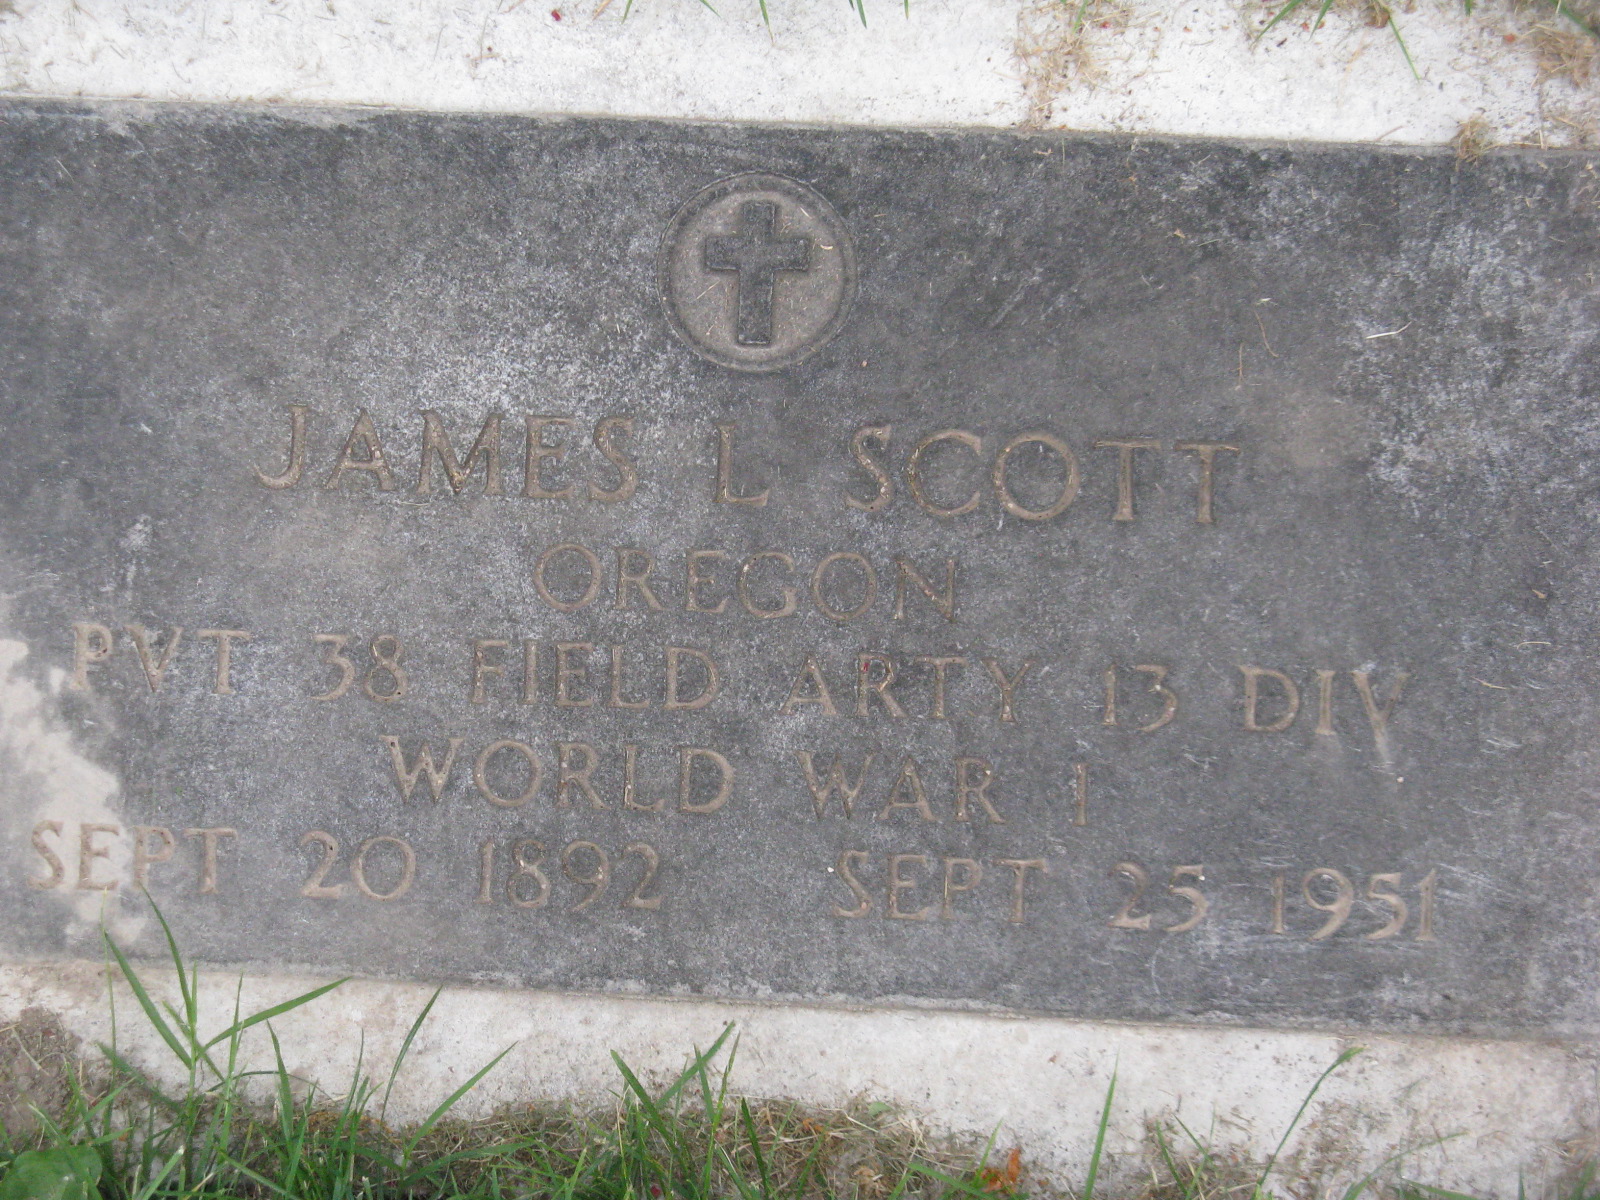 JAMES L SCOTT
OREGON
PVT 38 FIELD ARTY 13 DIV
WORLD WAR I
SEPT 20 1892 SEPT 25 1951